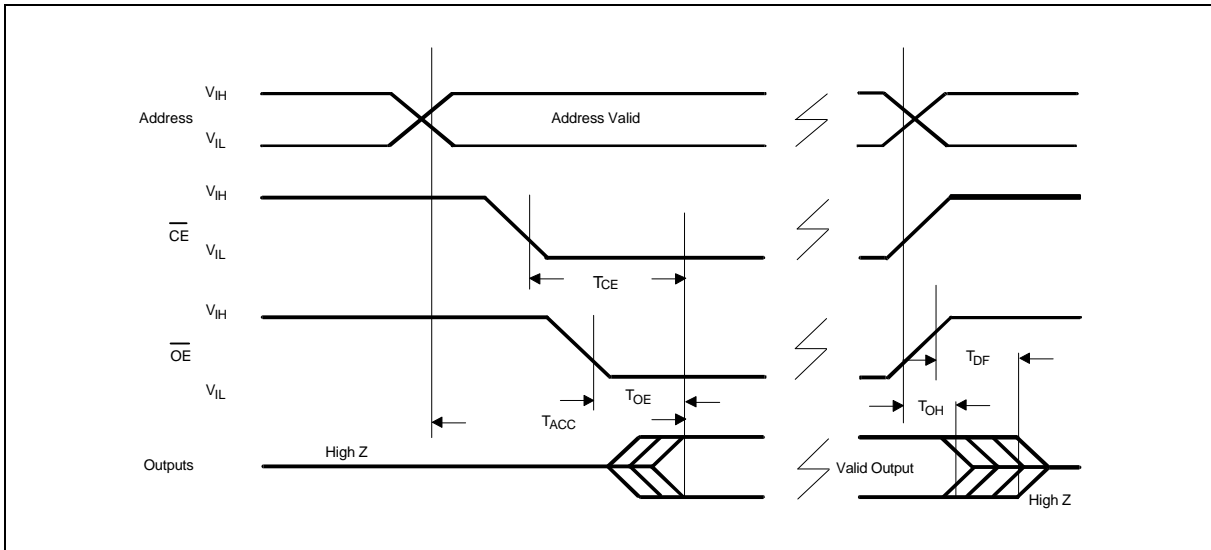 VIH
Address
Address Valid
VIL
VIH
CE
VIL
TCE
VIH
OE
TDF
VIL
TOE
TOH
TACC
High Z
Outputs
Valid Output
High Z